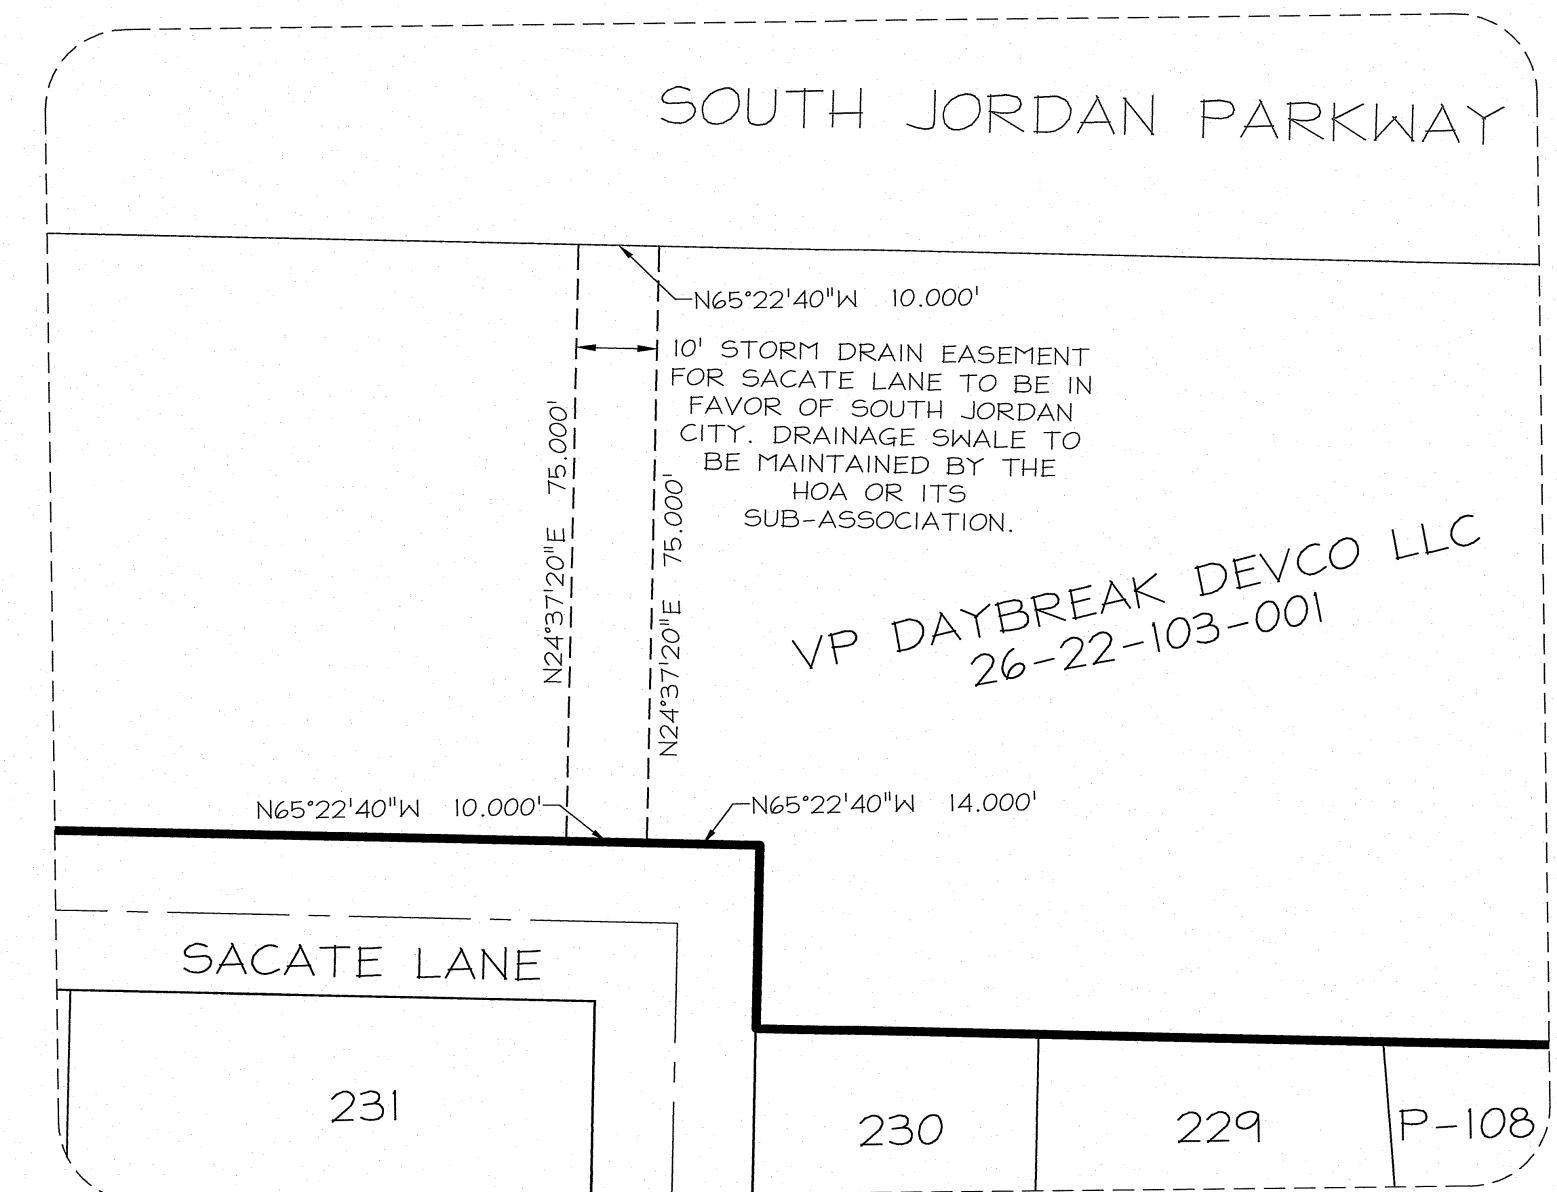 SOUTH JORDAN PARKWAY
N65°22'40"W 10.000'
10' STORM DRAIN EASEMENT
FOR SACATE LANE TO BE IN
FAVOR OF SOUTH JORDAN
CITY. DRAINAGE SWALE TO
BE MAINTAINED BY THE
HOA OR ITS
SUB-ASSOCIATION.
N24°37'20"E 75.000'
N24°37'20"E 75.000'
VP DAYBREAK DEVCO LLC
26-22-103-001
N65°22'40"W 10.000'
N65°22'40"W 14.000'
SACATE LANE
231
230
229
P-108